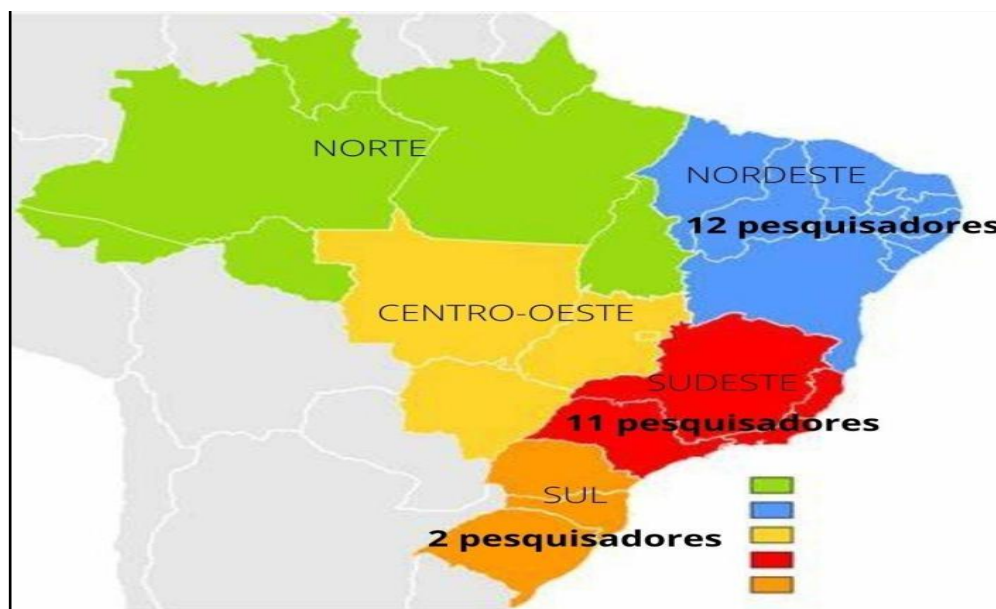 NORTE
NORDESTE
12 pesquisadores
CENTRO-OESTE
SUDESTE
11 pesquisadores
SUL
2 pesquisadores